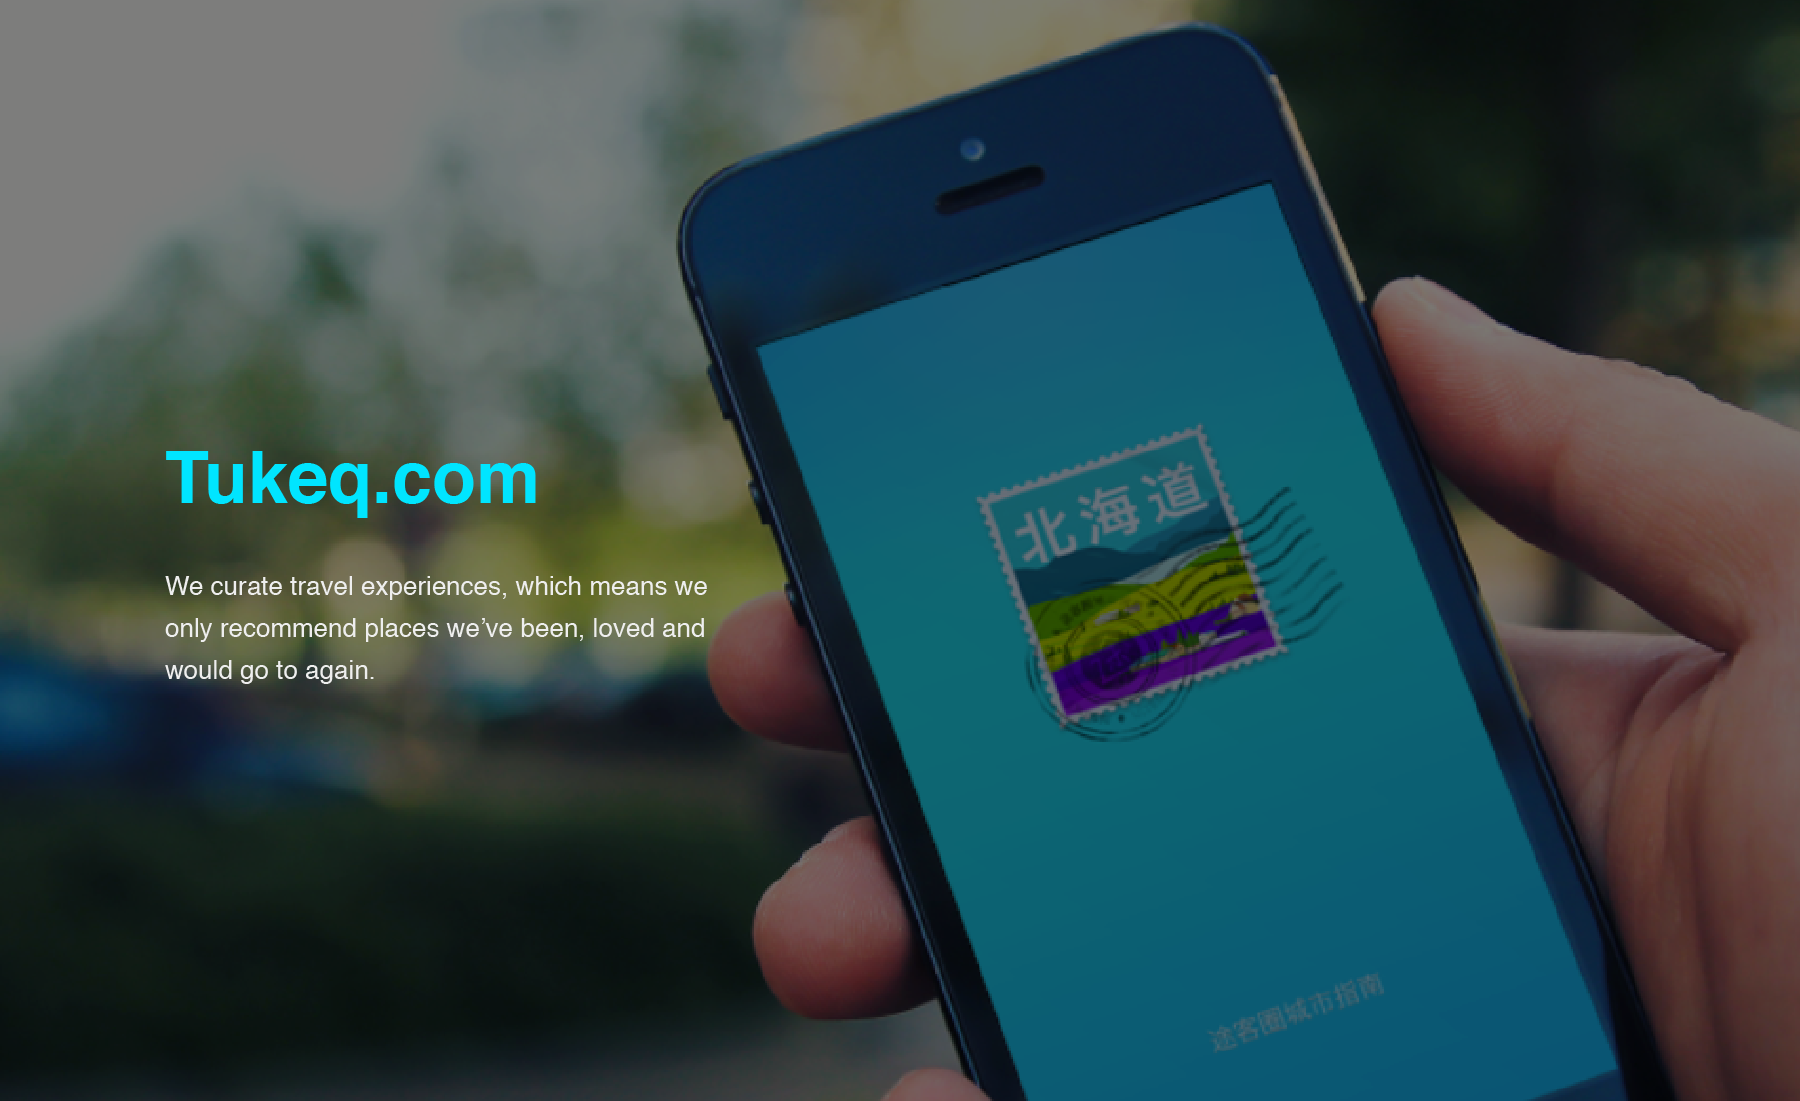 Tukeq.com
We curate travel experiences, which means we
only recommend places we’ve been, loved and
would go to again.
北海道
途客圈城市指南